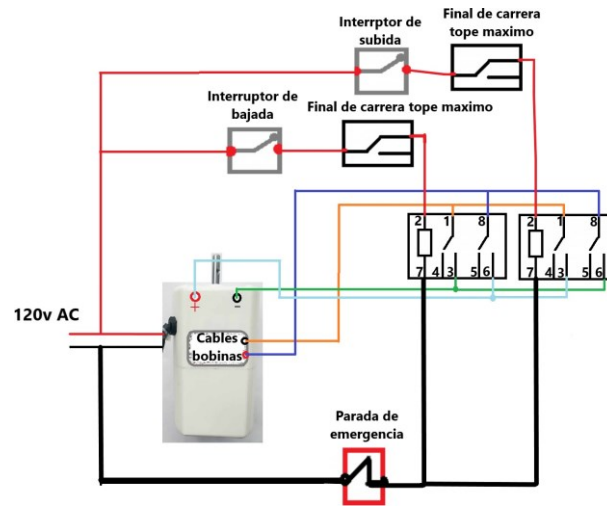 Interrptor de
subida
Final de carrera
tope maximo
Interruptor de
bajada
Final de carrera tope maximo
2 1 8
7 4 3 5 6
2 1 8
7 4 3 5 6
120v AC
+ -
Cables
bobinas
Parada de
emergencia